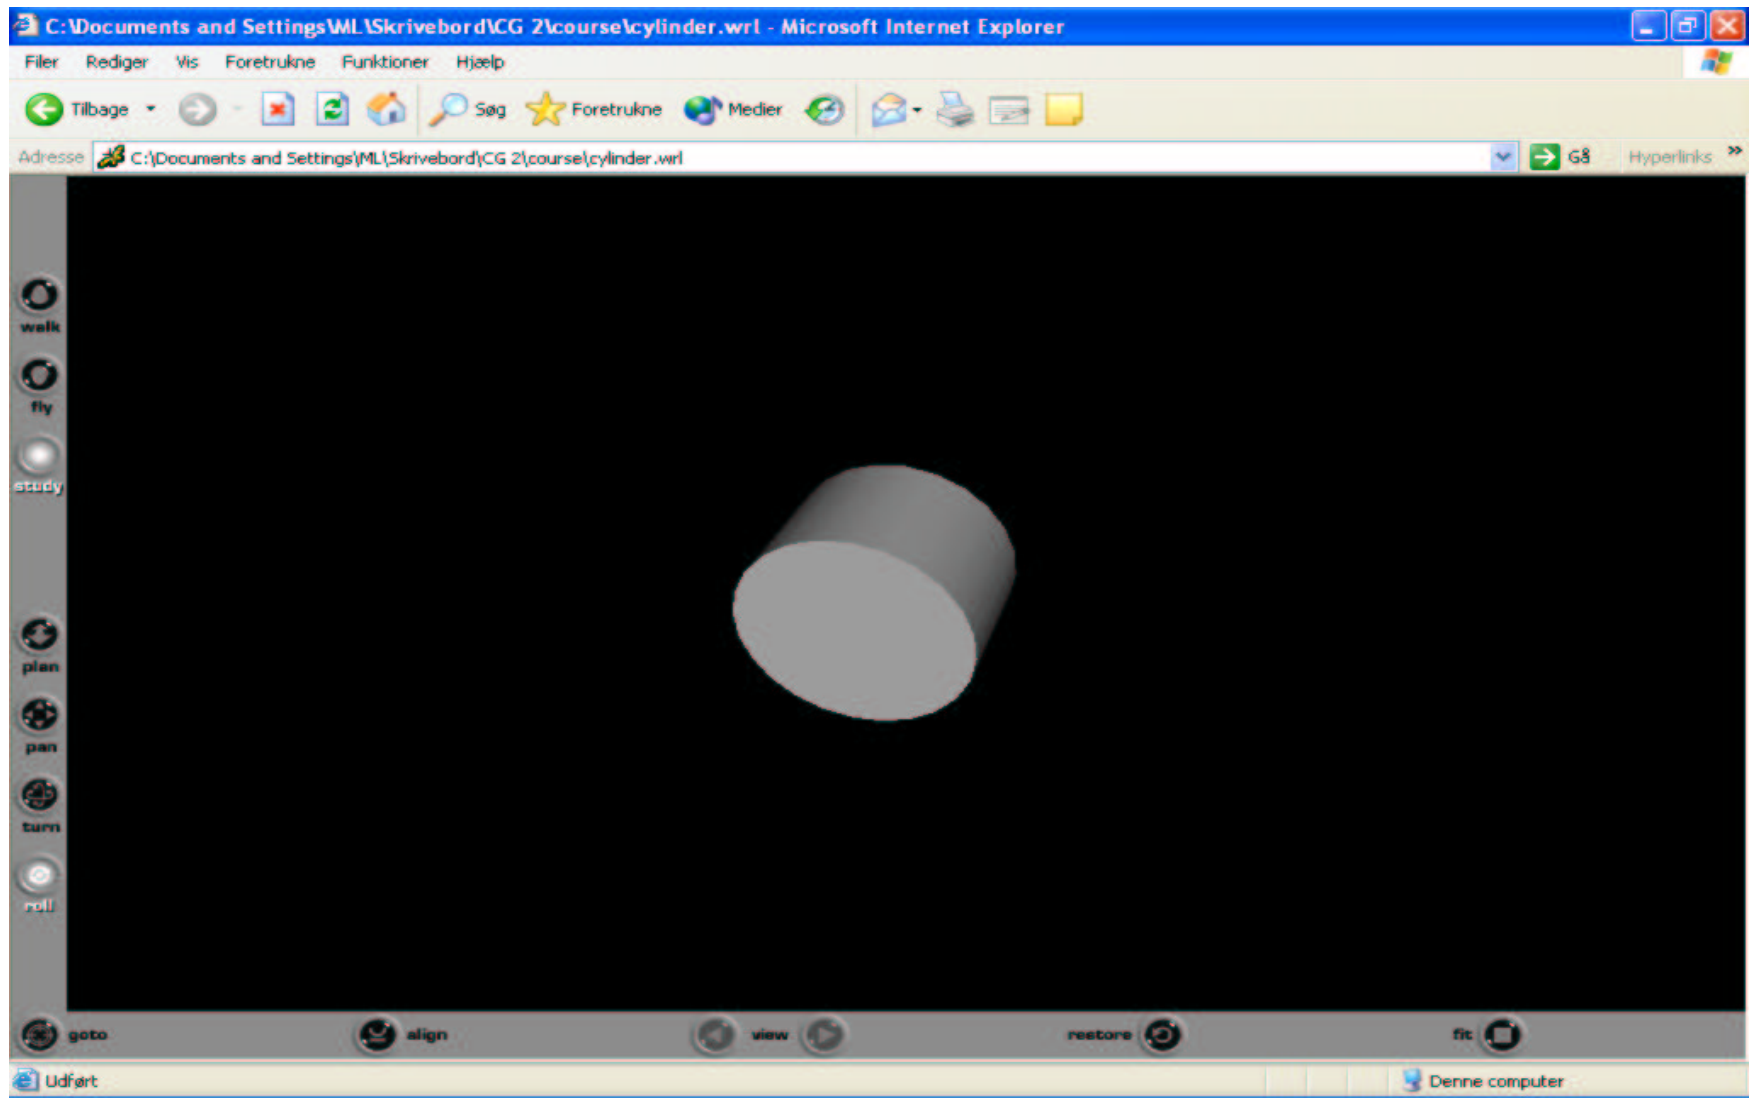 C:\Documents and Settings\ML\Skrivebord\CG 2\course\cylinder.wrl - Microsoft Internet Explorer
Filer Rediger Vis Foretrukne Funktioner Hjælp
Tilbage Søg Foretrukne Medier
Adresse C:\Documents and Settings\ML\Skrivebord\CG 2\course\cylinder.wrl Gå Hyperlinks »
walk
fly
study
plan
pan
turn
roll
goto align view restore fit
Udført Denne computer